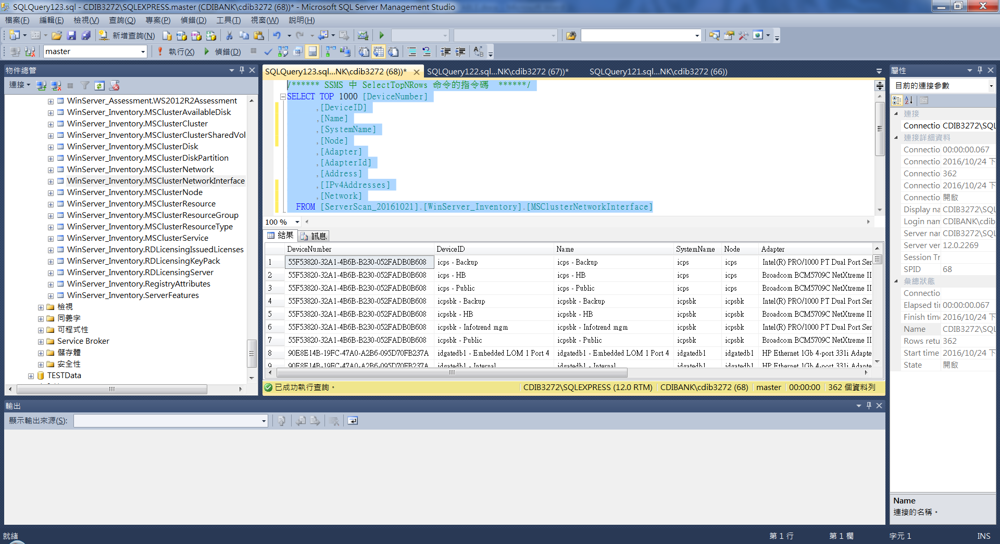 SQLQuery123.sql - CDIB3272\SQLEXPRESS.master (CDIBANK\cdib3272 (68))* - Microsoft SQL Server Management Studio
檔案(F) 編輯(E) 檢視(V) 查詢(Q) 專案(P) 偵錯(D) 工具(T) 視窗(W) 說明(H)
新增查詢(N)
master 執行(X) 偵錯(D)
物件總管
連接
WinServer_Assessment.WS2012R2Assessment
WinServer_Inventory.MSClusterAvailableDisk
WinServer_Inventory.MSClusterCluster
WinServer_Inventory.MSClusterClusterSharedVol
WinServer_Inventory.MSClusterDisk
WinServer_Inventory.MSClusterDiskPartition
WinServer_Inventory.MSClusterNetwork
WinServer_Inventory.MSClusterNetworkInterface
WinServer_Inventory.MSClusterNode
WinServer_Inventory.MSClusterResource
WinServer_Inventory.MSClusterResourceGroup
WinServer_Inventory.MSClusterResourceType
WinServer_Inventory.MSClusterService
WinServer_Inventory.RDLicensingIssuedLicenses
WinServer_Inventory.RDLicensingKeyPack
WinServer_Inventory.RDLicensingServer
WinServer_Inventory.RegistryAttributes
WinServer_Inventory.ServerFeatures
檢視
同義字
可程式性
Service Broker
儲存體
安全性
TESTData
SQLQuery123.sql...NK\cdib3272 (68))* SQLQuery122.sql...NK\cdib3272 (67))* SQLQuery121.sql...NK\cdib3272 (66))
/****** SSMS 中 SelectTopNRows 命令的指令碼  ******/
SELECT TOP 1000 [DeviceNumber]
,[DeviceID]
,[Name]
,[SystemName]
,[Node]
,[Adapter]
,[AdapterId]
,[Address]
,[IPv4Addresses]
,[Network]
FROM [ServerScan_20161021].[WinServer_Inventory].[MSClusterNetworkInterface]
100 %
結果 訊息
DeviceNumber DeviceID Name SystemName Node Adapter
1 55F53820-32A1-4B6B-B230-052FADB0B608 icps - Backup icps - Backup icps icps Intel(R) PRO/1000 PT Dual Port Ser
2 55F53820-32A1-4B6B-B230-052FADB0B608 icps - HB icps - HB icps icps Broadcom BCM5709C NetXtreme II
3 55F53820-32A1-4B6B-B230-052FADB0B608 icps - Public icps - Public icps icps Broadcom BCM5709C NetXtreme II
4 55F53820-32A1-4B6B-B230-052FADB0B608 icpsbk - Backup icpsbk - Backup icpsbk icpsbk Intel(R) PRO/1000 PT Dual Port Ser
5 55F53820-32A1-4B6B-B230-052FADB0B608 icpsbk - HB icpsbk - HB icpsbk icpsbk Broadcom BCM5709C NetXtreme II
6 55F53820-32A1-4B6B-B230-052FADB0B608 icpsbk - Infotrend mgm icpsbk - Infotrend mgm icpsbk icpsbk Intel(R) PRO/1000 PT Dual Port Ser
7 55F53820-32A1-4B6B-B230-052FADB0B608 icpsbk - Public icpsbk - Public icpsbk icpsbk Broadcom BCM5709C NetXtreme II
8 90E8E14B-19FC-47A0-A2B6-095D70FB237A idgatedb1 - Embedded LOM 1 Port 4 idgatedb1 - Embedded LOM 1 Port 4 idgatedb1 idgatedb1 HP Ethernet 1Gb 4-port 331i Adapte
9 90E8E14B-19FC-47A0-A2B6-095D70FB237A idgatedb1 - Internal idgatedb1 - Internal idgatedb1 idgatedb1 HP Ethernet 1Gb 4-port 331i Adapte
已成功執行查詢。 CDIB3272\SQLEXPRESS (12.0 RTM) CDIBANK\cdib3272 (68) master 00:00:00 362 個資料列
屬性
目前的連接參數
連接
Connectio CDIB3272\SQL
連接詳細資料
Connectio 00:00:00.067
Connectio 2016/10/24 下
Connectio 362
Connectio 2016/10/24 下
Connectio 開啟
Display na CDIB3272\SQL
Login nam CDIBANK\cdib
Server nar CDIB3272\SQL
Server ver 12.0.2269
Session Tr
SPID 68
彙總狀態
Connectio
Elapsed ti 00:00:00.067
Finish time 2016/10/24 下
Name CDIB3272\SQL
Rows retu 362
Start time 2016/10/24 下
State 開啟
Name
連接的名稱。
輸出
顯示輸出來源(S):
就緒 第 1 行 第 1 欄 字元 1 INS